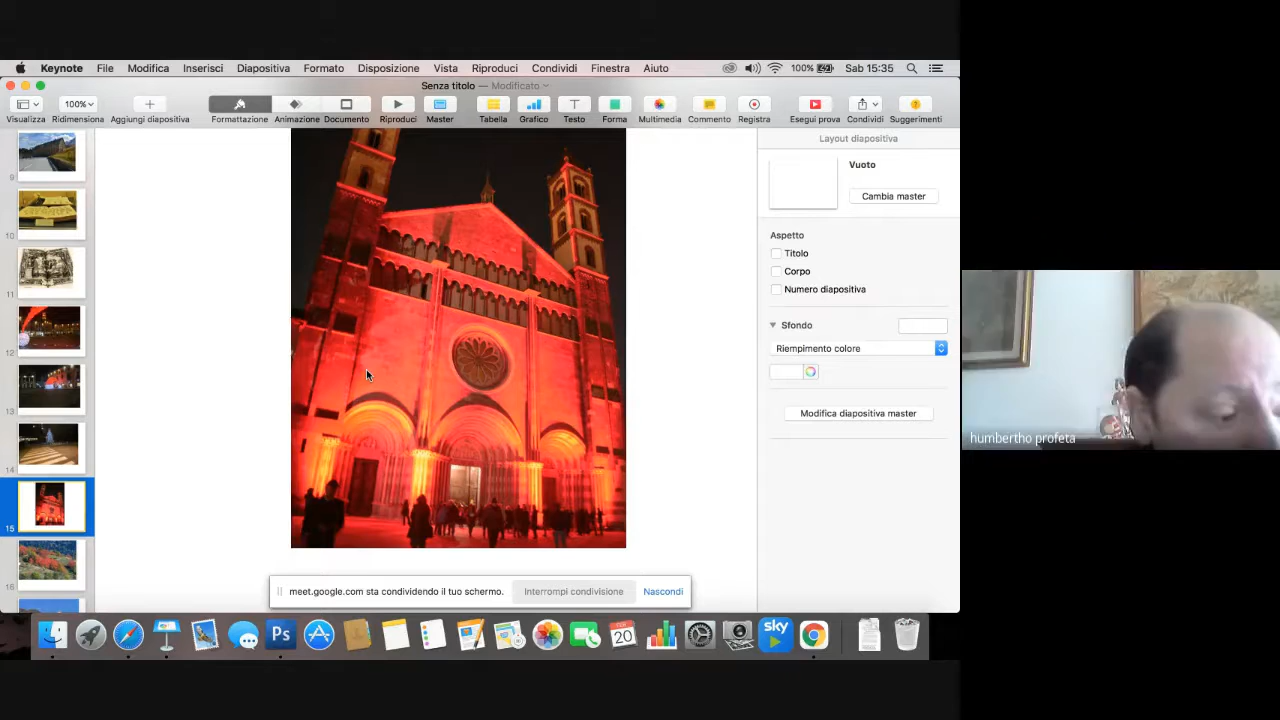 Keynote File Modifica Inserisci Diapositiva Formato Disposizione Vista Riproduci Condividi Finestra Aiuto 100% Sab 15:35
Senza titolo — Modificato
100%
Visualizza Ridimensiona Aggiungi diapositiva Formattazione Animazione Documento Riproduci Master Tabella Grafico Testo Forma Multimedia Commento Registra Esegui prova Condividi Suggerimenti
Layout diapositiva
Vuoto
Cambia master
Aspetto
Titolo
Corpo
Numero diapositiva
Sfondo
Riempimento colore
Modifica diapositiva master
9
10
11
12
13
14
15
16
meet.google.com sta condividendo il tuo schermo. Interrompi condivisione Nascondi
Ps 20 sky
humbertho profeta